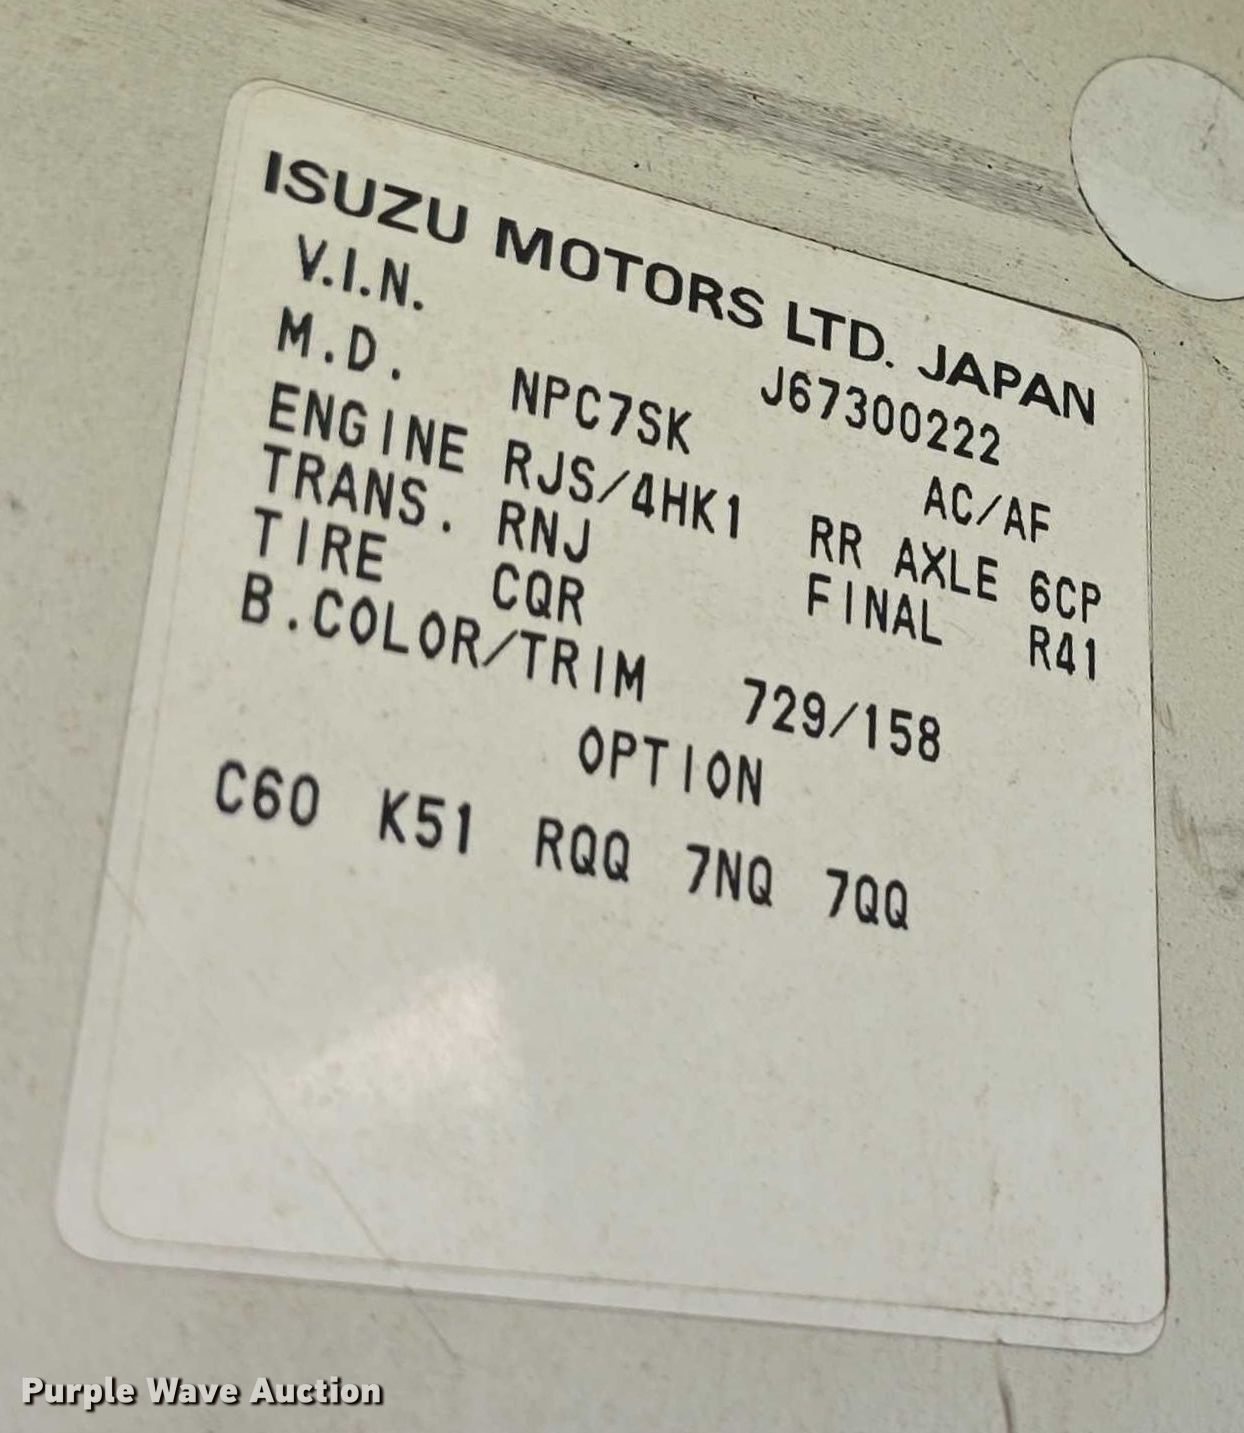 ISUZU MOTORS LTD. JAPAN
V.I.N. J67300222
M.D. NPC7SK AC/AF
ENGINE RJS/4HK1 RR AXLE 6CP
TRANS. RNJ FINAL R41
TIRE CQR
B.COLOR/TRIM 729/158
OPTION
C60 K51 RQQ 7NQ 7QQ
Purple Wave Auction